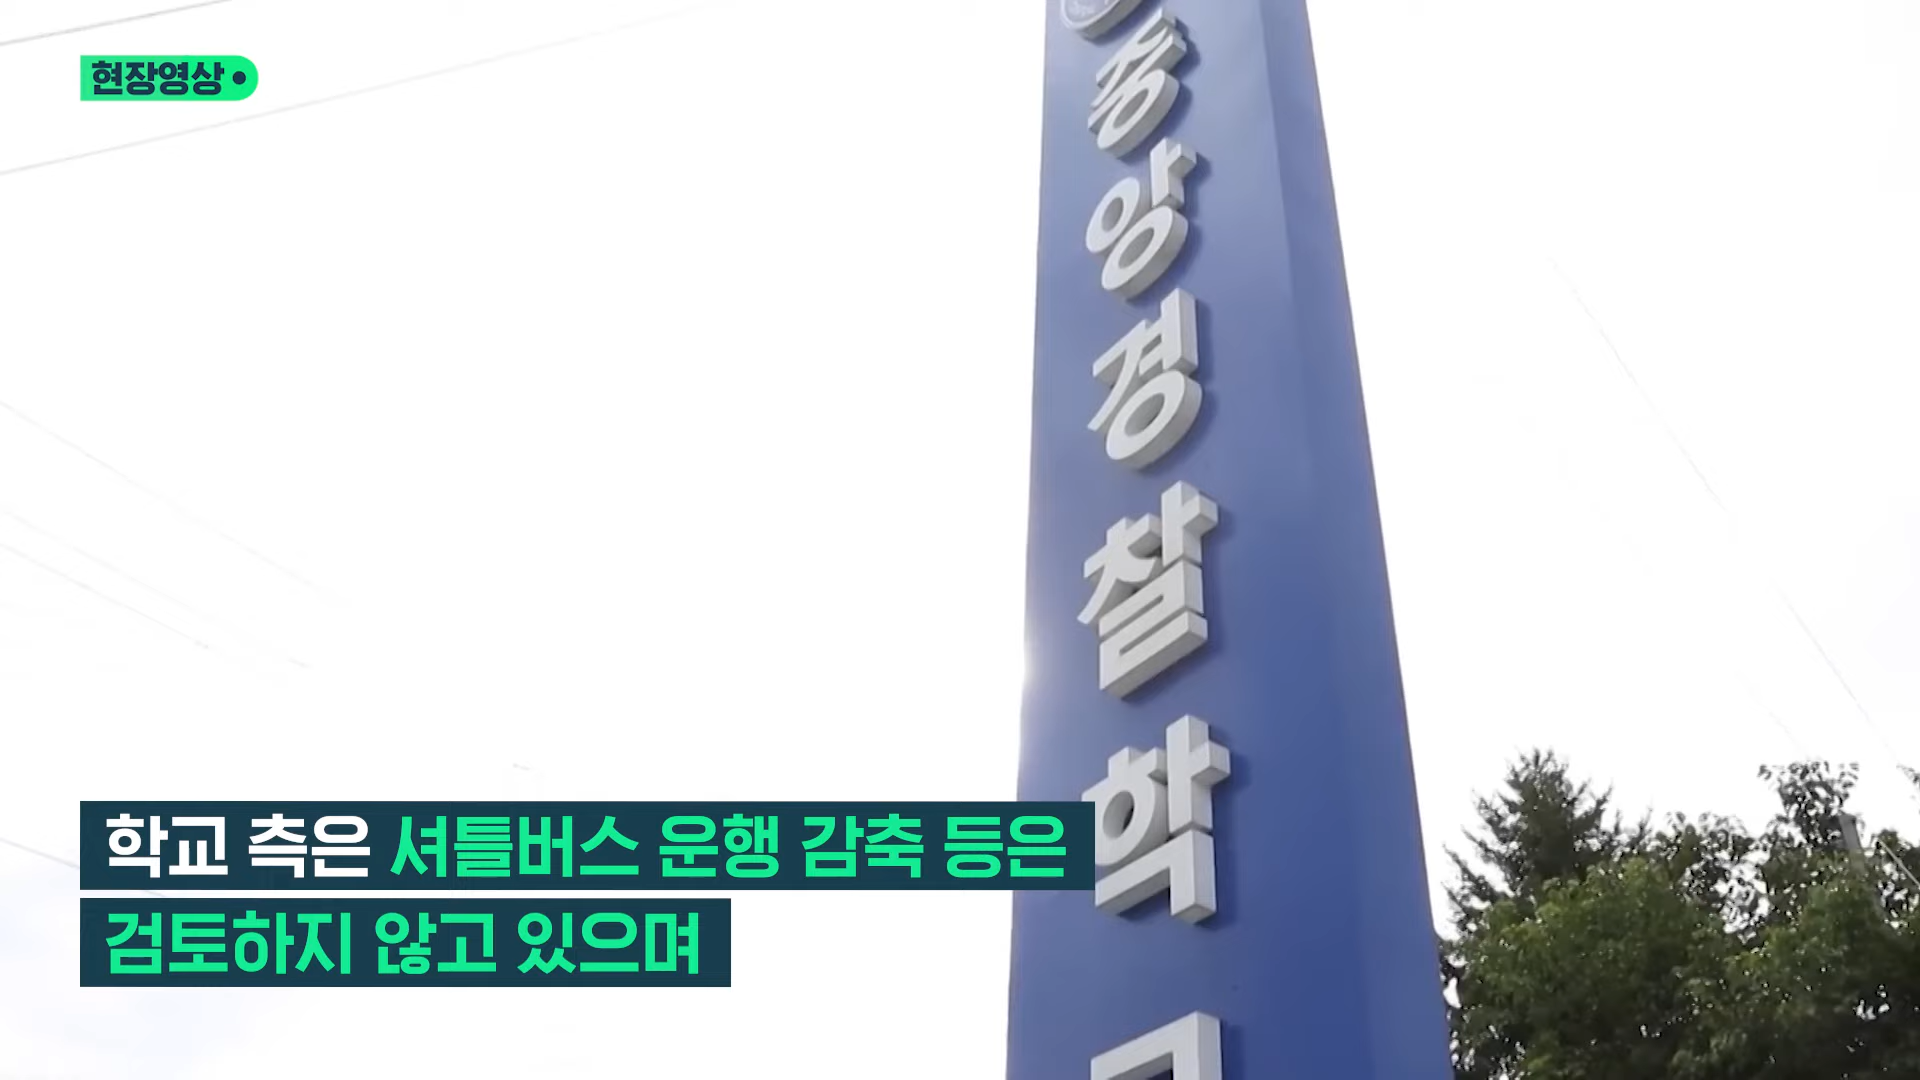 현장영상
중앙경찰학
학교 측은 셔틀버스 운행 감축 등은
검토하지 않고 있으며